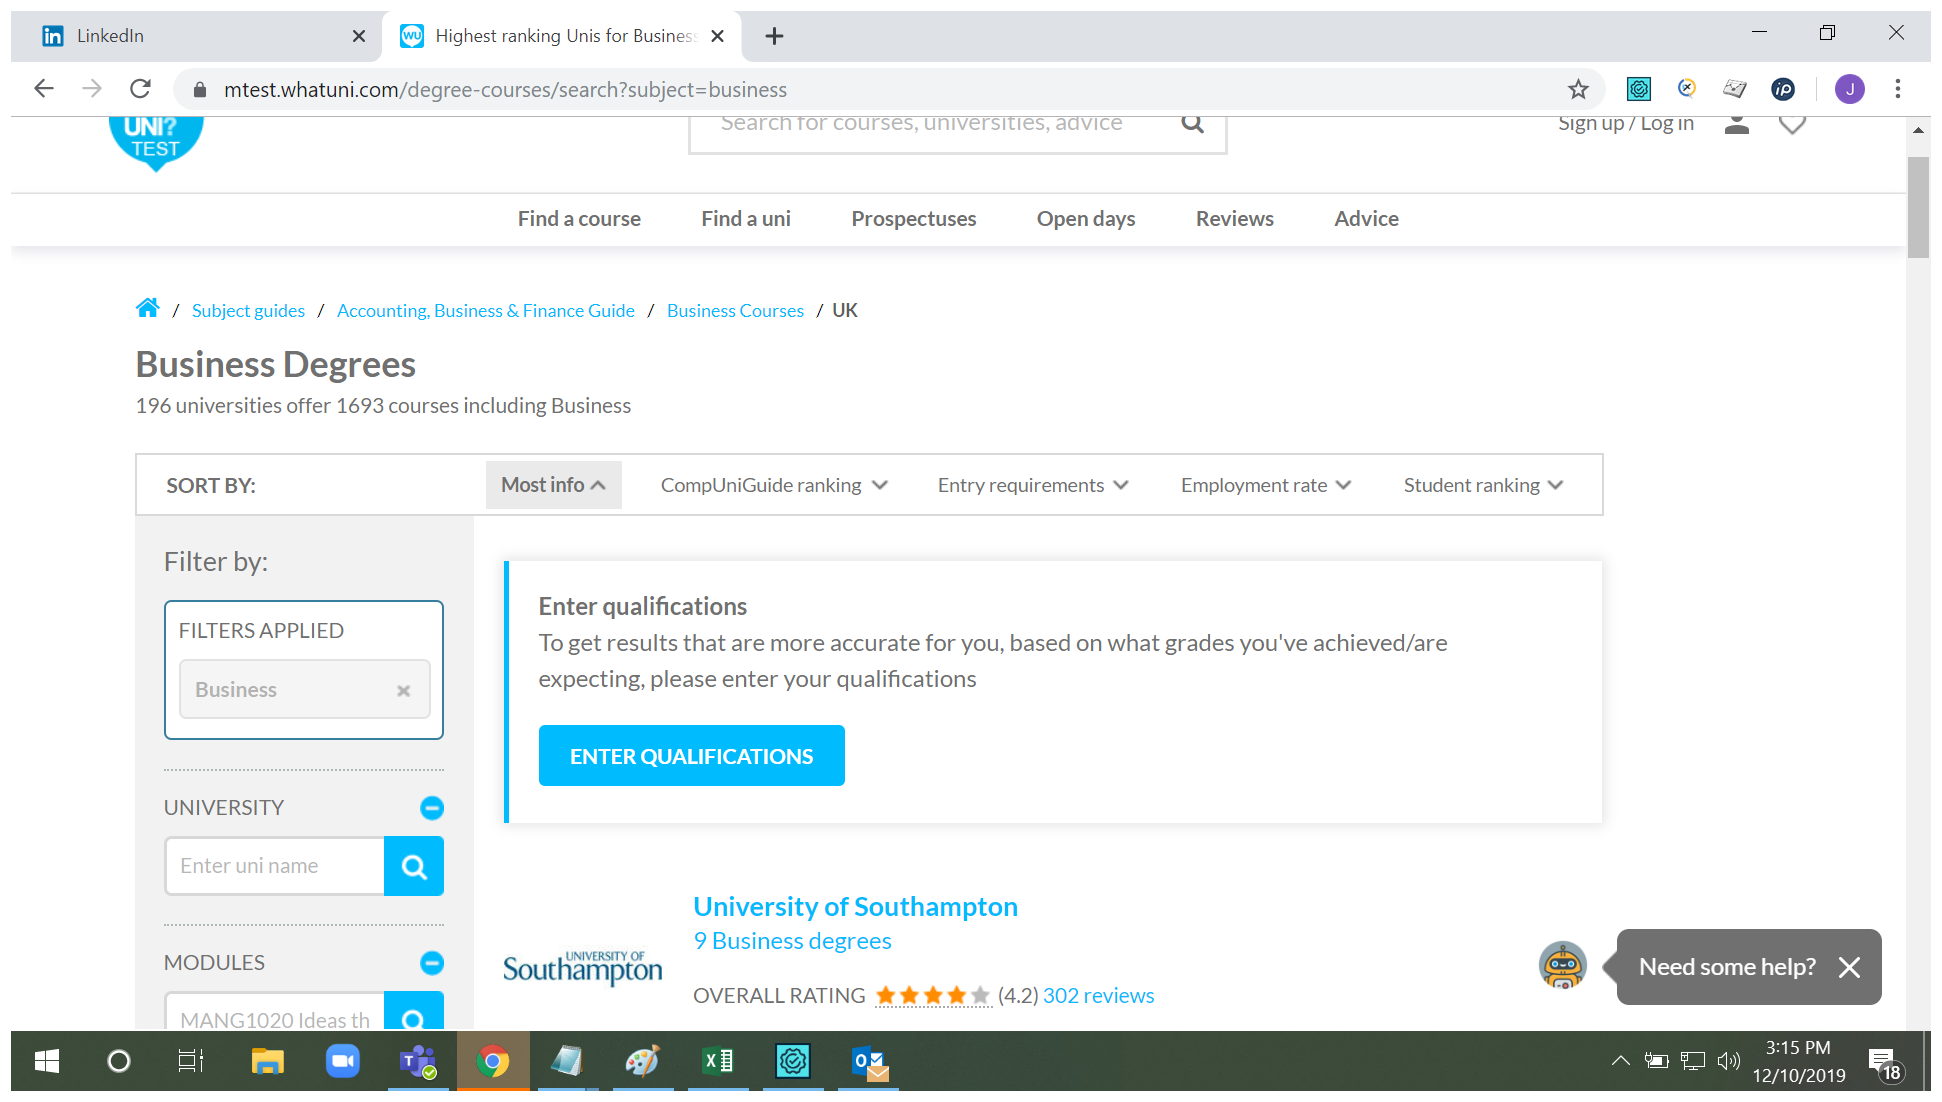 LinkedIn
Highest ranking Unis for Busines
mtest.whatuni.com/degree-courses/search?subject=business
J
UNI?
TEST
Search for courses, universities, advice
Sign up / Log in
Find a course
Find a uni
Prospectuses
Open days
Reviews
Advice
/ Subject guides / Accounting, Business & Finance Guide / Business Courses / UK
Business Degrees
196 universities offer 1693 courses including Business
SORT BY:
Most info
CompUniGuide ranking
Entry requirements
Employment rate
Student ranking
Filter by:
FILTERS APPLIED
Business
UNIVERSITY
Enter uni name
MODULES
MANG1020 Ideas th
Enter qualifications
To get results that are more accurate for you, based on what grades you've achieved/are
expecting, please enter your qualifications
ENTER QUALIFICATIONS
UNIVERSITY OF
Southampton
University of Southampton
9 Business degrees
OVERALL RATING (4.2) 302 reviews
Need some help?
3:15 PM
12/10/2019
18